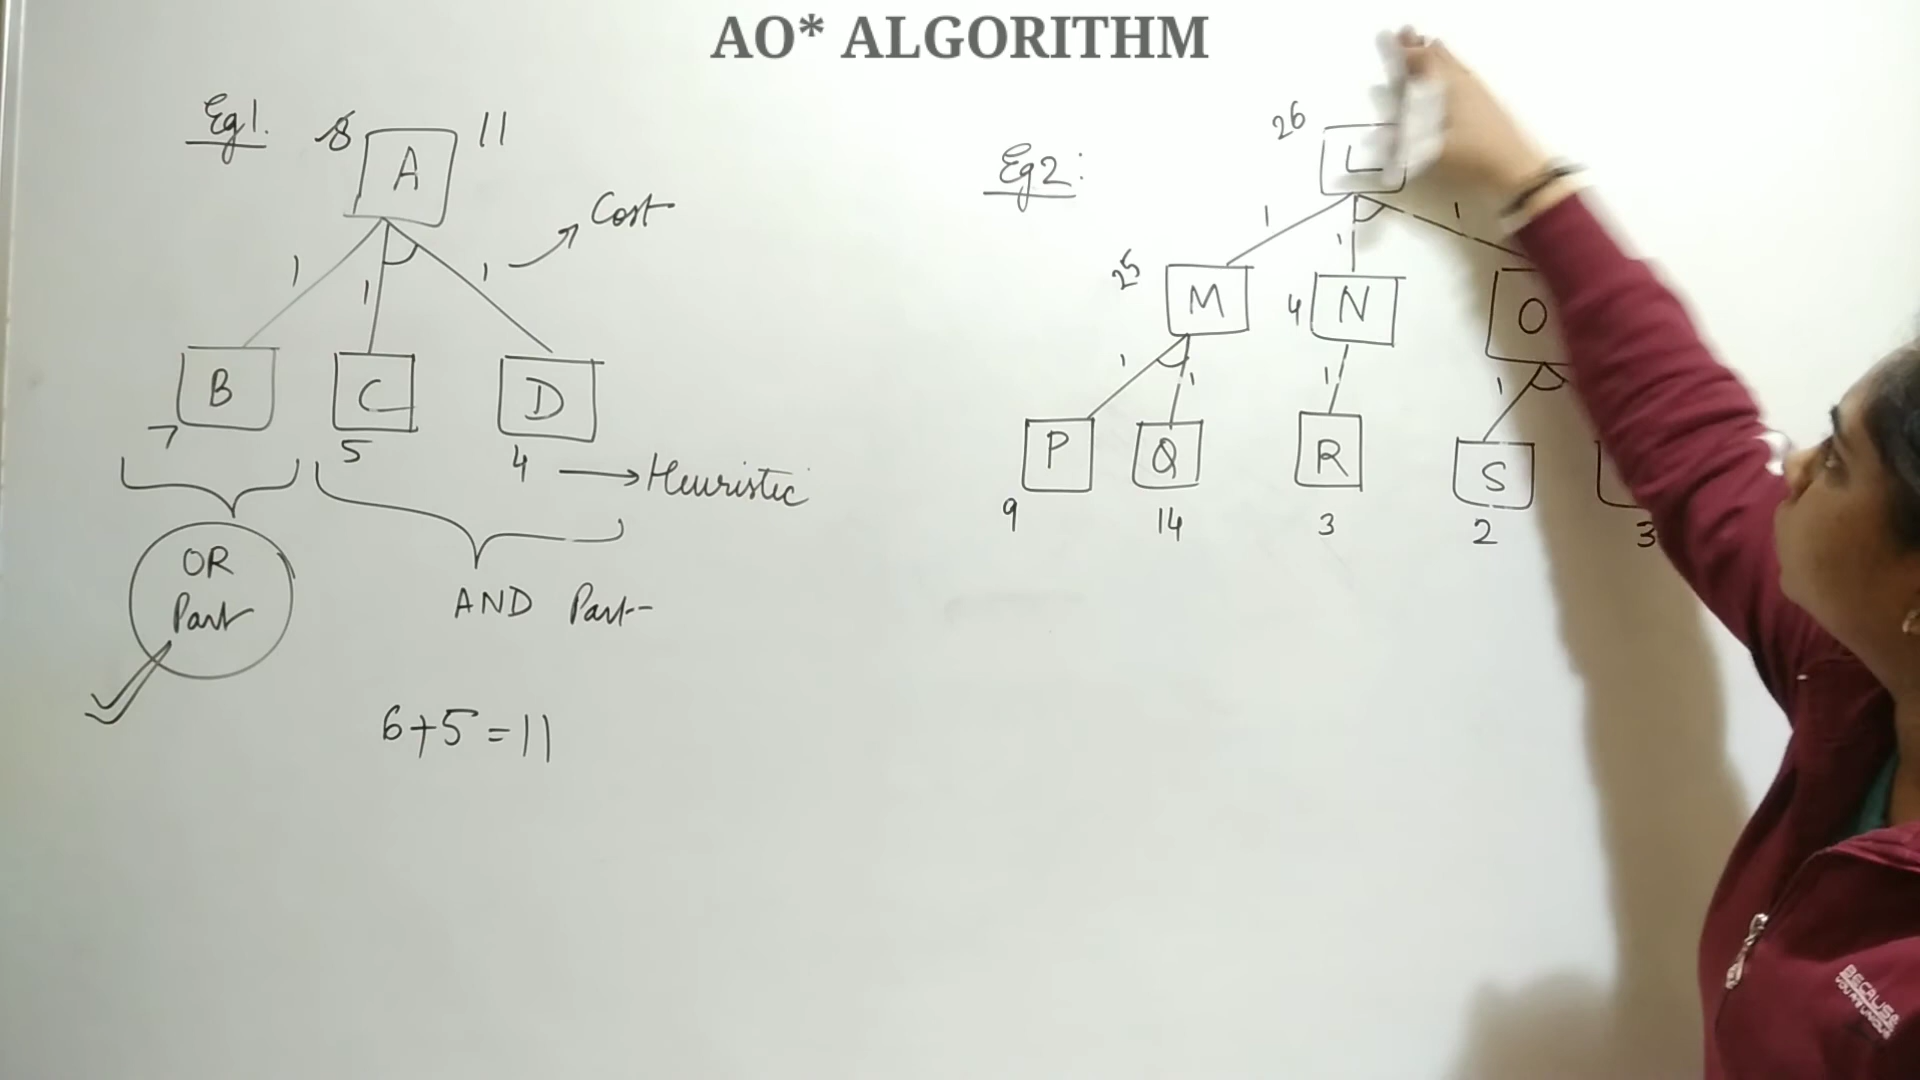 AO* ALGORITHM
Eg1.
8
A
11
1
1
1
Cost
B
C
D
7
5
4
Heuristic
OR
Part
AND Part
6+5=11
Eg2:
26
L
1
1
1
25
M
4
N
O
1
1
1
1
P
Q
R
S
9
14
3
2
3
BECAUSE